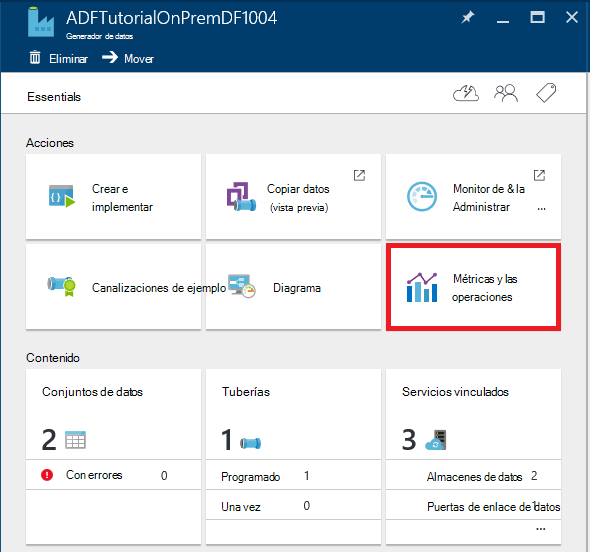 ADFTutorialOnPremDF1004
Generador de datos
Eliminar Mover
Essentials
Acciones
Crear e
implementar
Copiar datos
(vista previa)
Monitor de & la
Administrar
...
Canalizaciones de ejemplo
Diagrama
Métricas y las
operaciones
Contenido
Conjuntos de datos
2
Con errores 0
Tuberías
1
Programado 1
Una vez 0
Servicios vinculados
3
Almacenes de datos 2
Puertas de enlace de datos 1
...